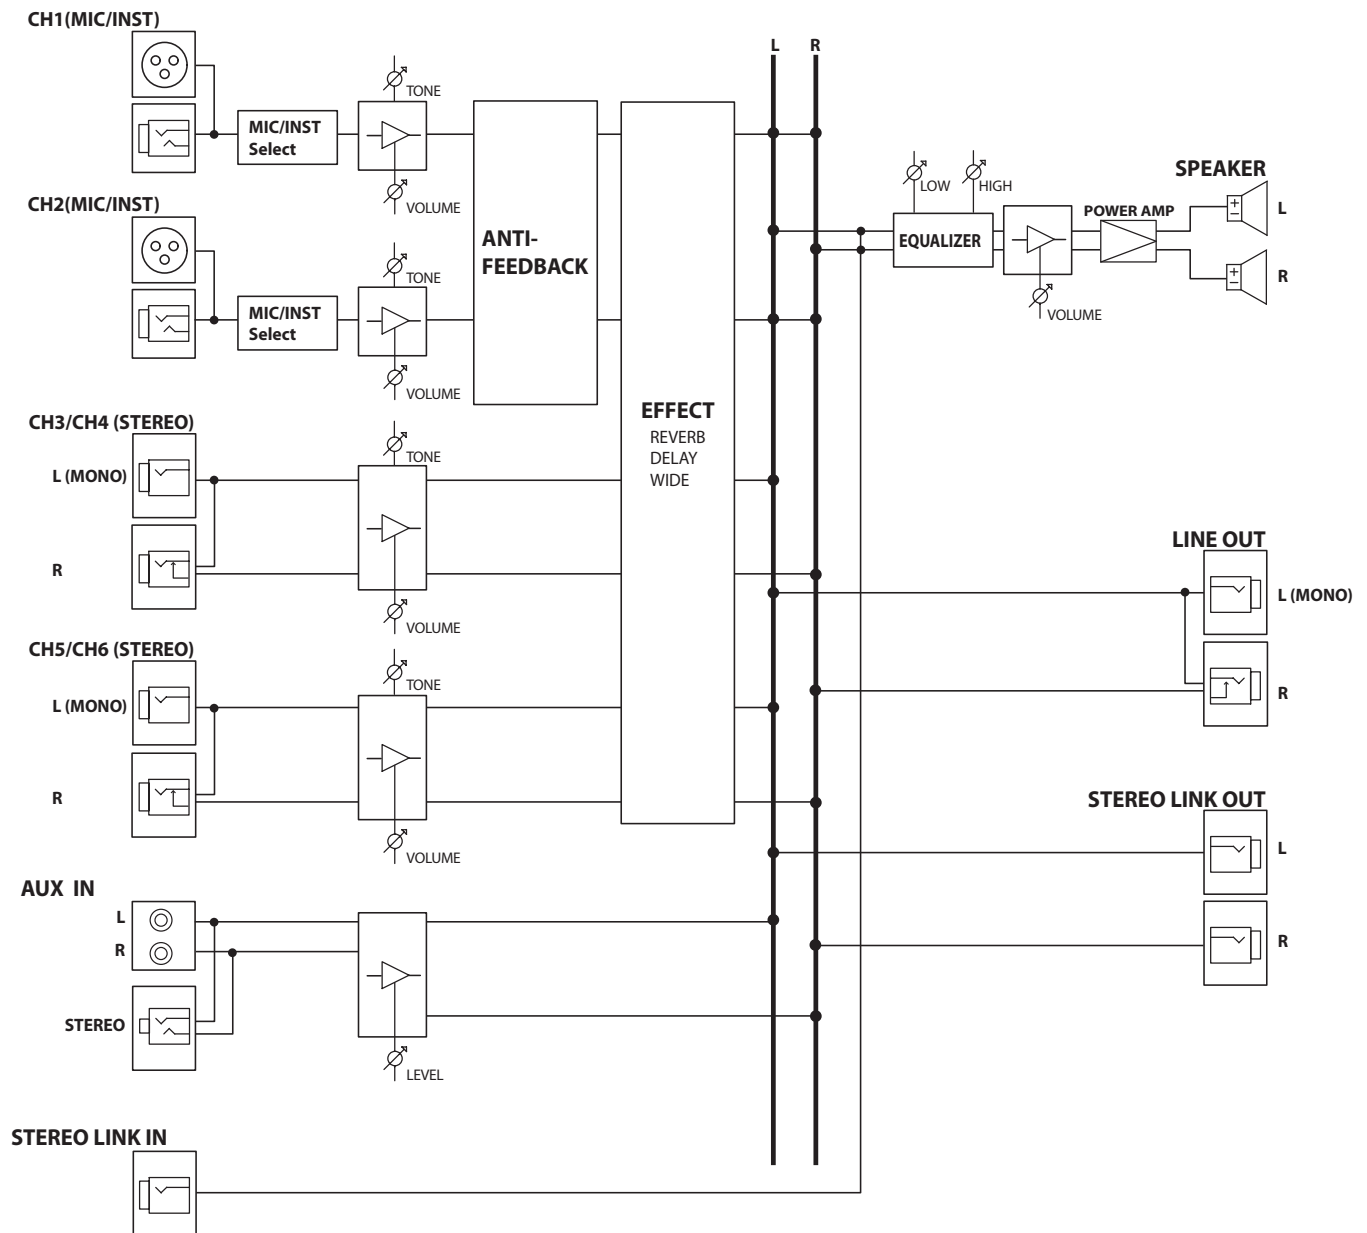 CH1(MIC/INST)
MIC/INST
Select
TONE
VOLUME
CH2(MIC/INST)
MIC/INST
Select
TONE
VOLUME
ANTI-
FEEDBACK
CH3/CH4 (STEREO)
L (MONO)
R
TONE
VOLUME
CH5/CH6 (STEREO)
L (MONO)
R
TONE
VOLUME
EFFECT
REVERB
DELAY
WIDE
AUX IN
L
R
STEREO
LEVEL
STEREO LINK IN
L
R
LOW
HIGH
EQUALIZER
VOLUME
POWER AMP
SPEAKER
+
−
L
+
−
R
LINE OUT
L (MONO)
R
STEREO LINK OUT
L
R